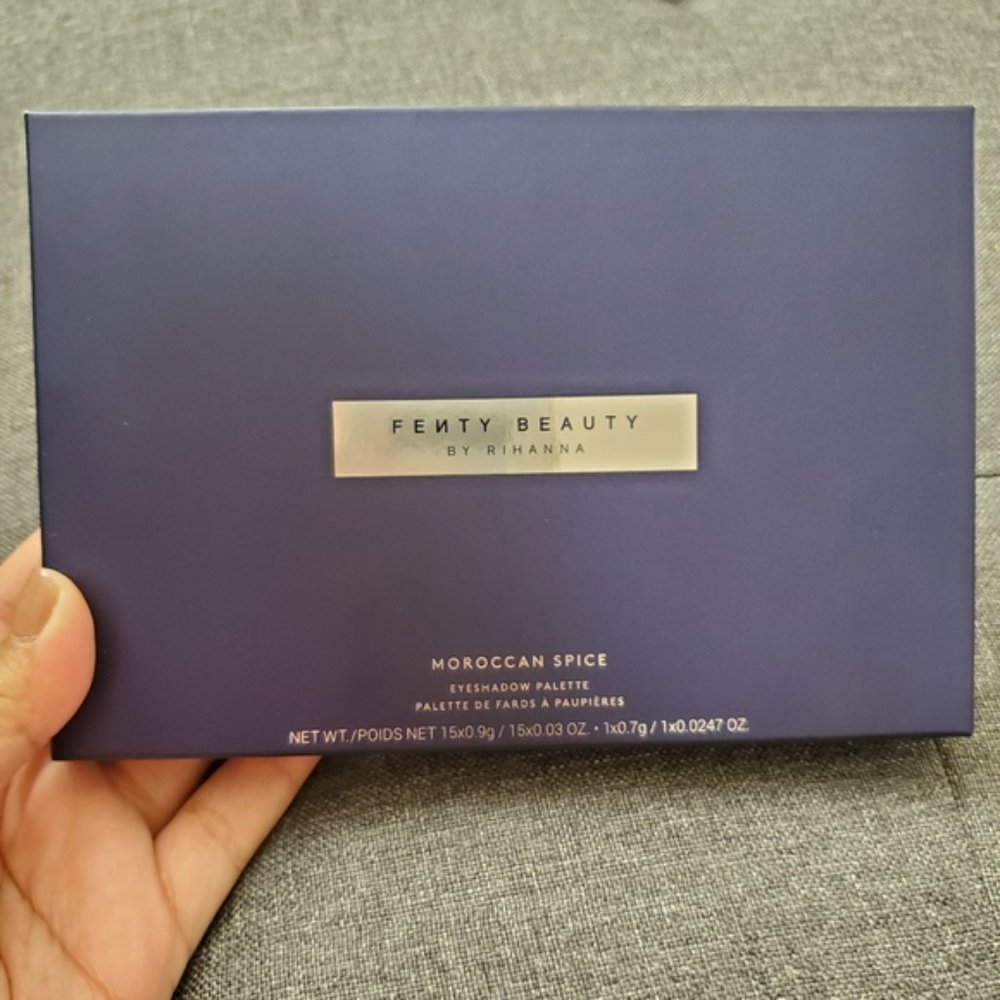 FEИTY BEAUTY
BY RIHANNA
MOROCCAN SPICE
EYESHADOW PALETTE
PALETTE DE FARDS À PAUPIÈRES
NET WT./POIDS NET 15x0.9g / 15x0.03 OZ. • 1x0.7g / 1x0.0247 OZ.